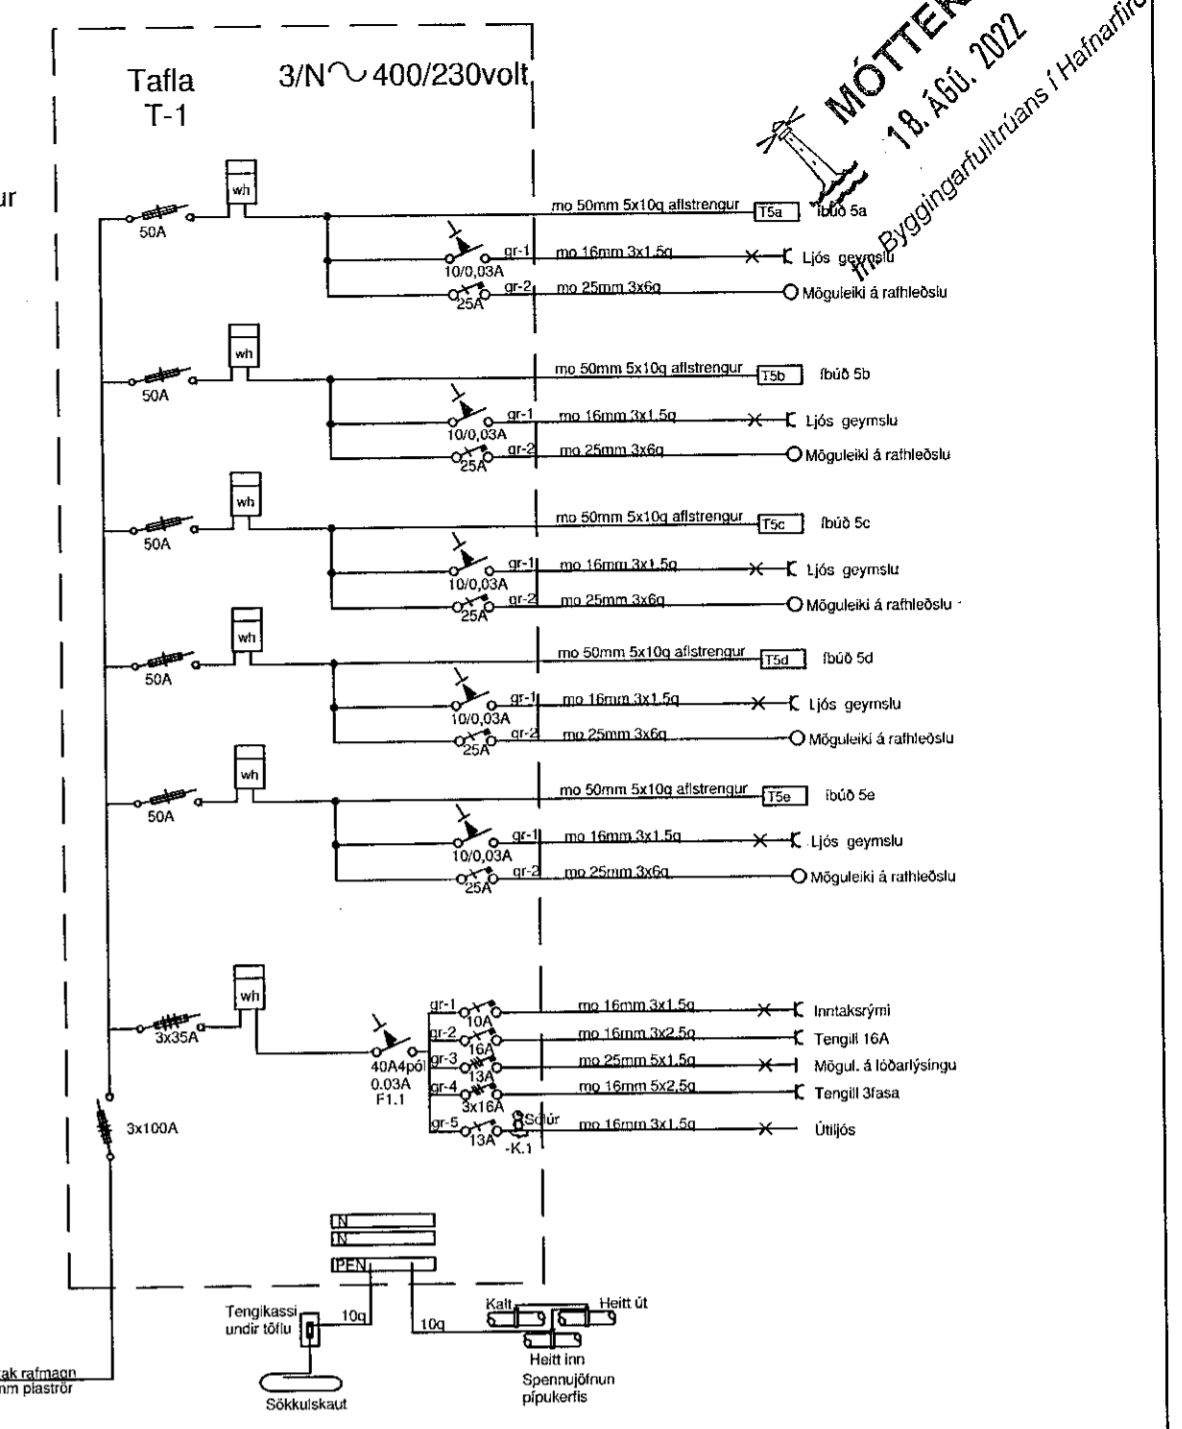 Tafla
T-1
3/N 400/230volt
18. ÁGÚ. 2022
Byggingarfulltrúans í
wh
50A
mo 50mm 5x10q aflstrengur
T5a
íbúð 5a
10/0,03A
gr-1
mo 16mm 3x1.5q
Ljós geymslu
25A
gr-2
mo 25mm 3x6q
Möguleiki á rafhleðslu
wh
50A
mo 50mm 5x10q aflstrengur
T5b
íbúð 5b
10/0,03A
gr-1
mo 16mm 3x1.5q
Ljós geymslu
25A
gr-2
mo 25mm 3x6q
Möguleiki á rafhleðslu
wh
50A
mo 50mm 5x10q aflstrengur
T5c
íbúð 5c
10/0,03A
gr-1
mo 16mm 3x1.5q
Ljós geymslu
25A
gr-2
mo 25mm 3x6q
Möguleiki á rafhleðslu
wh
50A
mo 50mm 5x10q aflstrengur
T5d
íbúð 5d
10/0,03A
gr-1
mo 16mm 3x1.5q
Ljós geymslu
25A
gr-2
mo 25mm 3x6q
Möguleiki á rafhleðslu
wh
50A
mo 50mm 5x10q aflstrengur
T5e
íbúð 5e
10/0,03A
gr-1
mo 16mm 3x1.5q
Ljós geymslu
25A
gr-2
mo 25mm 3x6q
Möguleiki á rafhleðslu
wh
3x35A
40A4pól
0.03A
F1.1
gr-1
10A
mo 16mm 3x1.5q
Inntaksrými
gr-2
16A
mo 16mm 3x2.5q
Tengill 16A
gr-3
13A
mo 25mm 5x1.5q
Mögul. á lóðarlýsingu
gr-4
3x16A
mo 16mm 5x2,5q
Tengill 3fasa
gr-5
13A
Sólúr
-K.1
mo 16mm 3x1.5q
Útiljós
3x100A
N
N
PEN
Tengikassi
undir töflu
10q
10q
Kalt
Heitt út
Heitt inn
Spennujöfnun
pípukerfis
Sökkulskaut
rafmagn
plaströr